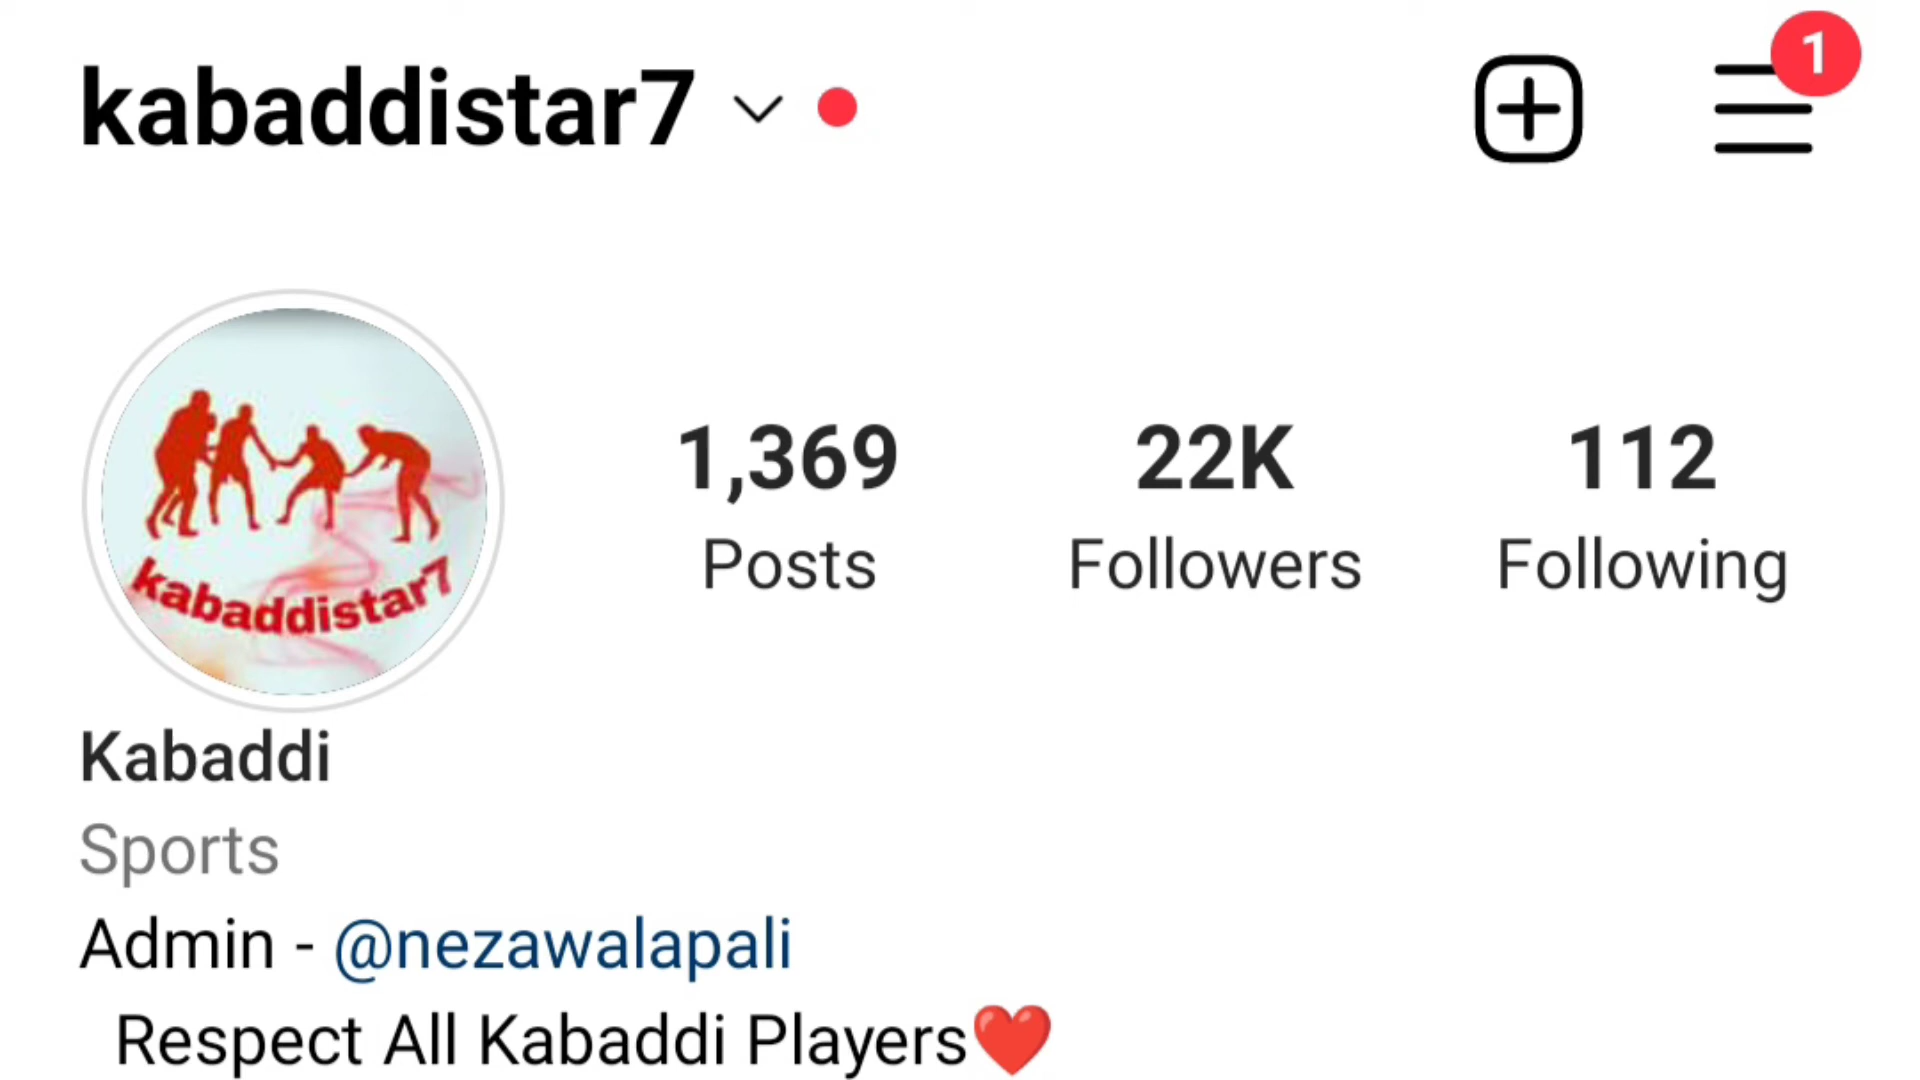 kabaddistar7
1
kabaddistar7
1,369 22K 112
Posts Followers Following
Kabaddi
Sports
Admin - @nezawalapali
Respect All Kabaddi Players❤️